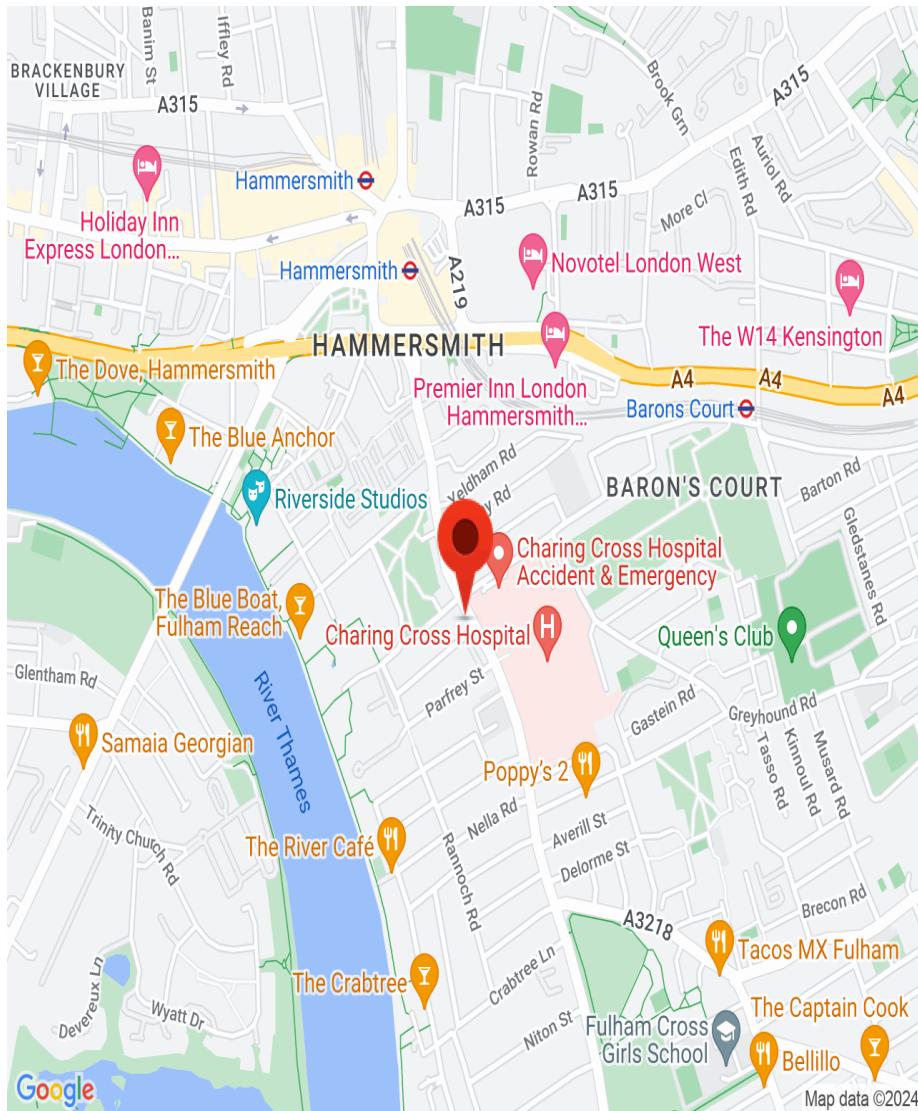 Banim St
Iffley Rd
BRACKENBURY
VILLAGE
A315
Rowan Rd
Brook Grn
A315
Hammersmith
Holiday Inn
Express London...
A315
A315
Edith Rd
Auriol Rd
More Cl
Hammersmith
A219
Novotel London West
The W14 Kensington
HAMMERSMITH
The Dove, Hammersmith
Premier Inn London
Hammersmith...
A4
A4
A4
Barons Court
The Blue Anchor
Yeldham Rd
BARON'S COURT
Barton Rd
Riverside Studios
y Rd
Gledstanes Rd
Charing Cross Hospital
Accident & Emergency
The Blue Boat,
Fulham Reach
Charing Cross Hospital
H
Queen's Club
Glentham Rd
River Thames
Parfrey St
Gastein Rd
Greyhound Rd
Samaia Georgian
Poppy's 2
Tasso Rd
Kinnoul Rd
Musard Rd
Trinity Church Rd
The River Café
Rannoch Rd
Nella Rd
Averill St
Delorme St
Brecon Rd
A3218
Tacos MX Fulham
Devereux Ln
Wyatt Dr
The Crabtree
Crabtree Ln
Niton St
Fulham Cross
Girls School
The Captain Cook
Bellillo
Google
Map data ©2024